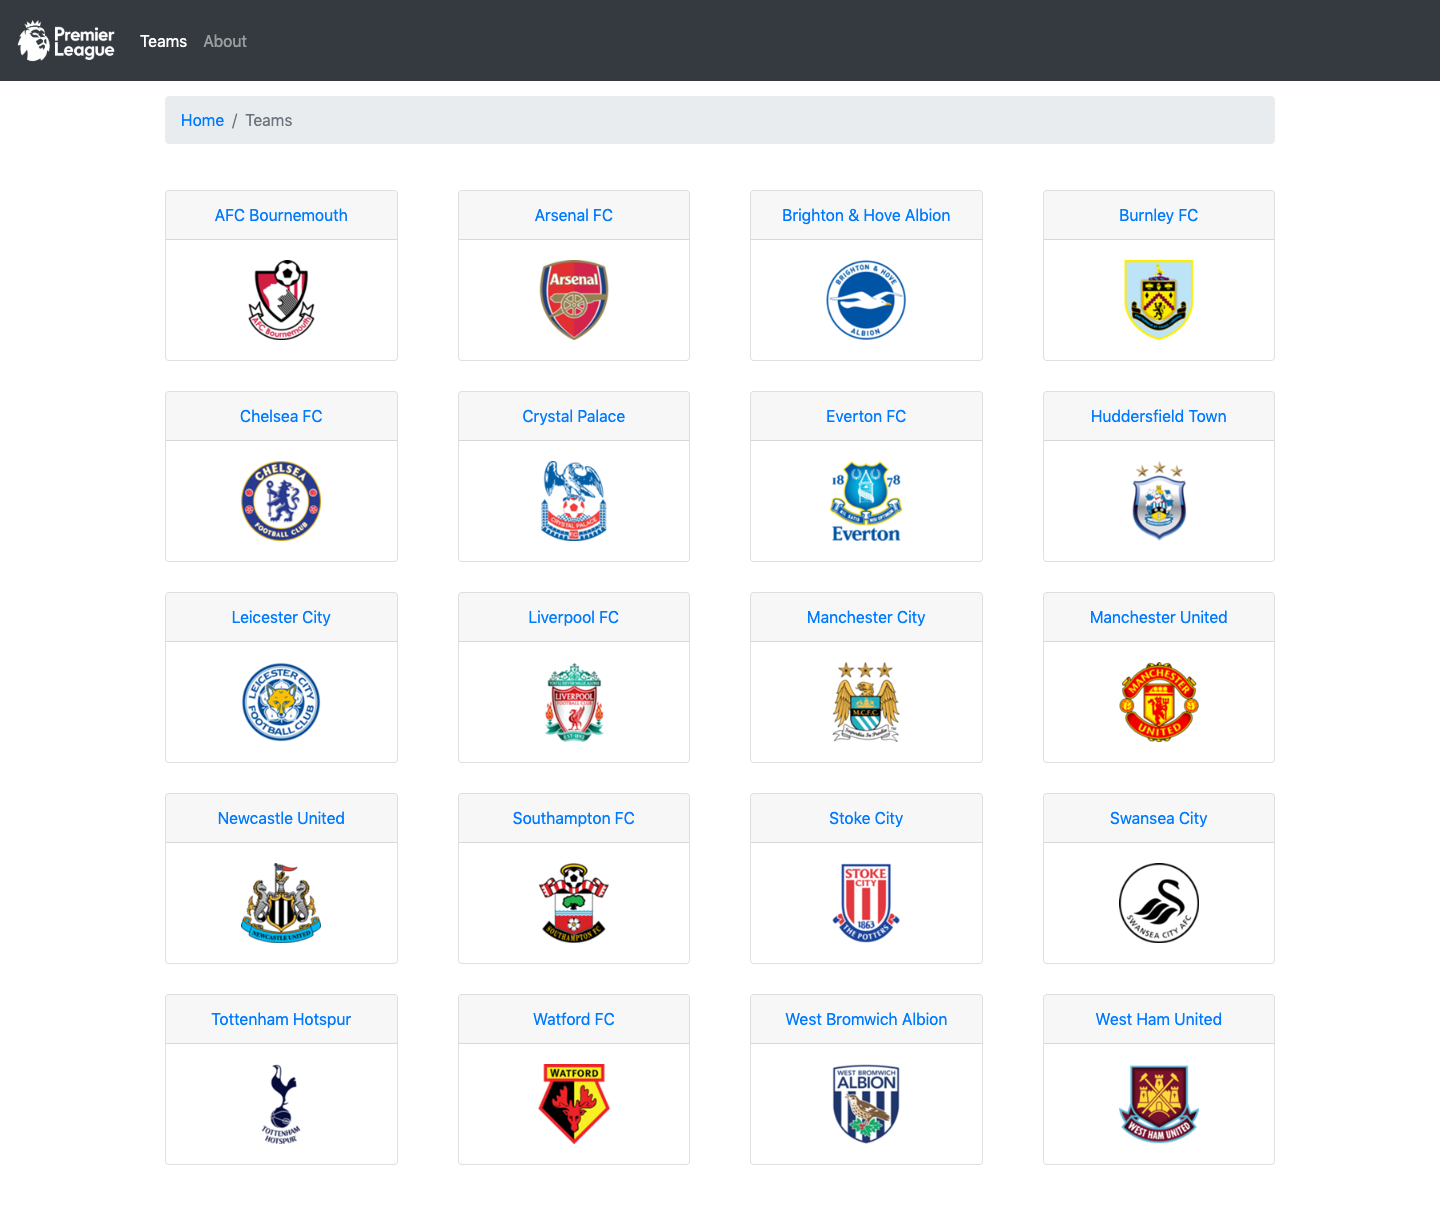 Premier League
Teams About
Home / Teams
AFC Bournemouth
Arsenal FC
Brighton & Hove Albion
Burnley FC
AFC Bournemouth
Arsenal
BRIGHTON & HOVE ALBION
Chelsea FC
Crystal Palace
Everton FC
Huddersfield Town
CHELSEA FOOTBALL CLUB
CRYSTAL PALACE
1878
Everton
Leicester City
Liverpool FC
Manchester City
Manchester United
LEICESTER CITY FOOTBALL CLUB
LIVERPOOL
FOOTBALL CLUB
EST·1892
M.C.F.C
MANCHESTER UNITED
Newcastle United
Southampton FC
Stoke City
Swansea City
NEWCASTLE UNITED
SOUTHAMPTON FC
STOKE
CITY
1863
THE POTTERS
SWANSEA CITY AFC
Tottenham Hotspur
Watford FC
West Bromwich Albion
West Ham United
TOTTENHAM
HOTSPUR
WATFORD
WEST BROMWICH
ALBION
WEST HAM UNITED